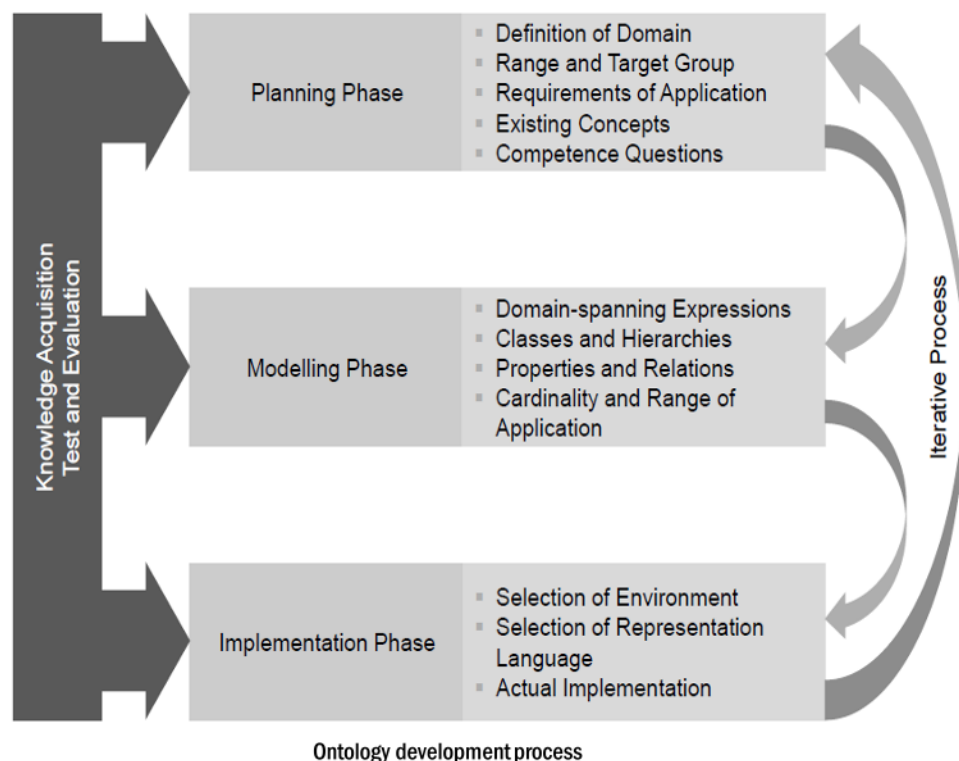 Knowledge Acquisition
Test and Evaluation
Planning Phase
▪ Definition of Domain
▪ Range and Target Group
▪ Requirements of Application
▪ Existing Concepts
▪ Competence Questions
Modelling Phase
▪ Domain-spanning Expressions
▪ Classes and Hierarchies
▪ Properties and Relations
▪ Cardinality and Range of
Application
Implementation Phase
▪ Selection of Environment
▪ Selection of Representation
Language
▪ Actual Implementation
Iterative Process
Ontology development process